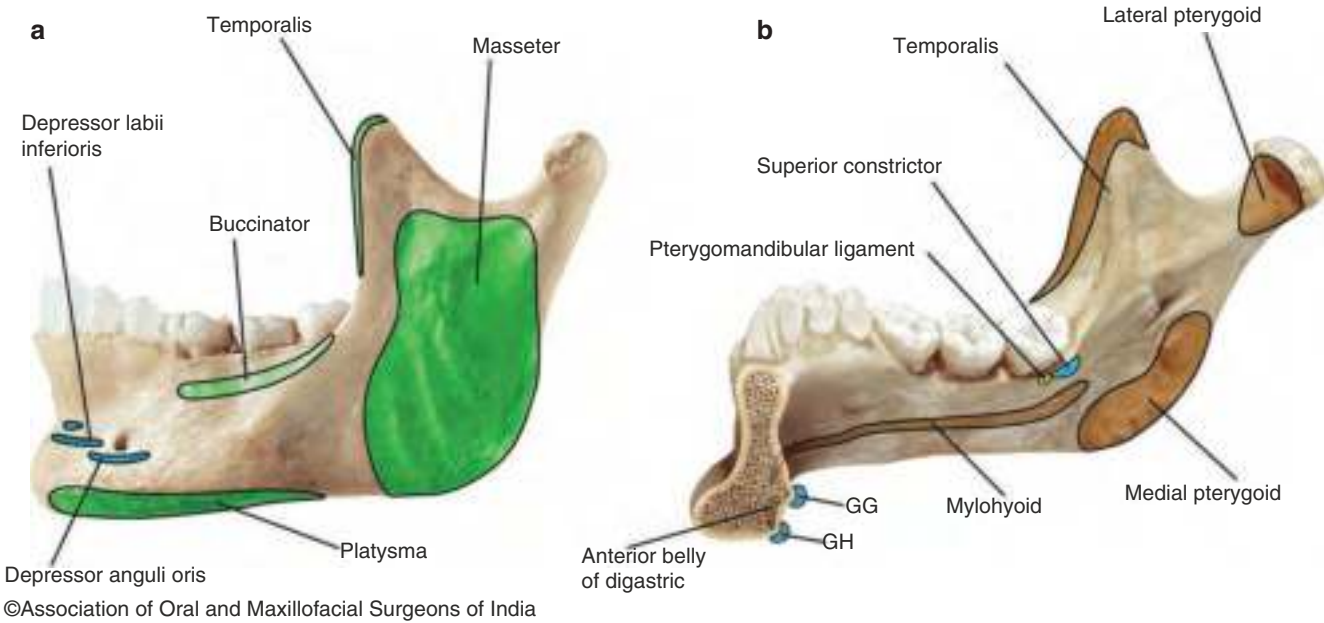 a
Temporalis
Masseter
Depressor labii
inferioris
Buccinator
Platysma
Depressor anguli oris
b
Lateral pterygoid
Temporalis
Superior constrictor
Pterygomandibular ligament
GG
Mylohyoid
Medial pterygoid
GH
Anterior belly
of digastric
©Association of Oral and Maxillofacial Surgeons of India